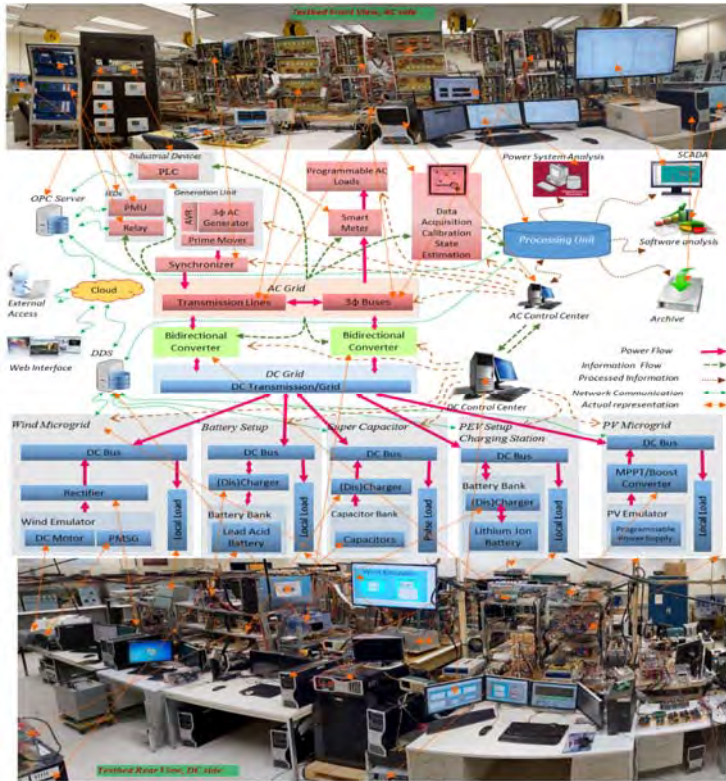 Testbed Front View, AC side
Industrial Devices
PLC
Programmable AC
Loads
Power System Analysis
SCADA
OPC Server
IEDs
Generation Unit
PMU
Relay
AVR
3ɸ AC
Generator
Prime Mover
Smart
Meter
Data
Acquisition
Calibration
State
Estimation
Processing Unit
Software analysis
Synchronizer
AC Grid
Cloud
External
Access
Transmission Lines
3ɸ Buses
AC Control Center
Archive
Bidirectional
Converter
Bidirectional
Converter
Web Interface
DDS
DC Grid
DC Transmission/Grid
DC Control Center
Power Flow
Information Flow
Processed Information
Network Communication
Actual representation
Wind Microgrid
Battery Setup
Super Capacitor
PEV Setup
Charging Station
PV Microgrid
DC Bus
Rectifier
Wind Emulator
DC Motor
PMSG
Local Load
DC Bus
(Dis)Charger
Battery Bank
Lead Acid
Battery
Local Load
DC Bus
(Dis)Charger
Capacitor Bank
Capacitors
Pulse Load
DC Bus
Battery Bank
(Dis)Charger
Lithium Ion
Battery
Local Load
DC Bus
MPPT/Boost
Converter
PV Emulator
Programmable
Power Supply
Local Load
Wind Emulator
Testbed Rear View, DC side